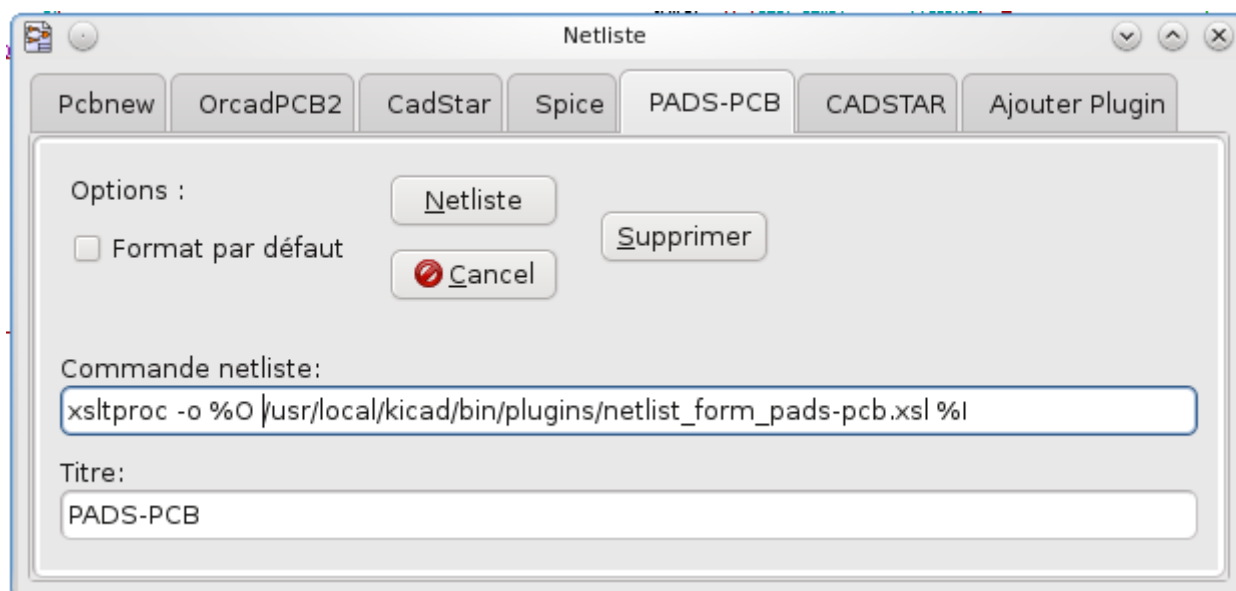 Netliste
Pcbnew OrcadPCB2 CadStar Spice PADS-PCB CADSTAR Ajouter Plugin
Options :
Netliste
Supprimer
Format par défaut
Cancel
Commande netliste:
xsltproc -o %O /usr/local/kicad/bin/plugins/netlist_form_pads-pcb.xsl %I
Titre:
PADS-PCB